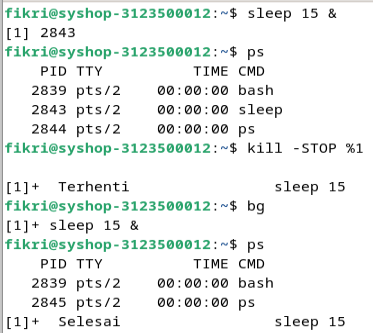 fikri@syshop-3123500012:~$ sleep 15 &
[1] 2843
fikri@syshop-3123500012:~$ ps
    PID TTY          TIME CMD
   2839 pts/2    00:00:00 bash
   2843 pts/2    00:00:00 sleep
   2844 pts/2    00:00:00 ps
fikri@syshop-3123500012:~$ kill -STOP %1

[1]+  Terhenti                sleep 15
fikri@syshop-3123500012:~$ bg
[1]+ sleep 15 &
fikri@syshop-3123500012:~$ ps
    PID TTY          TIME CMD
   2839 pts/2    00:00:00 bash
   2845 pts/2    00:00:00 ps
[1]+  Selesai                 sleep 15